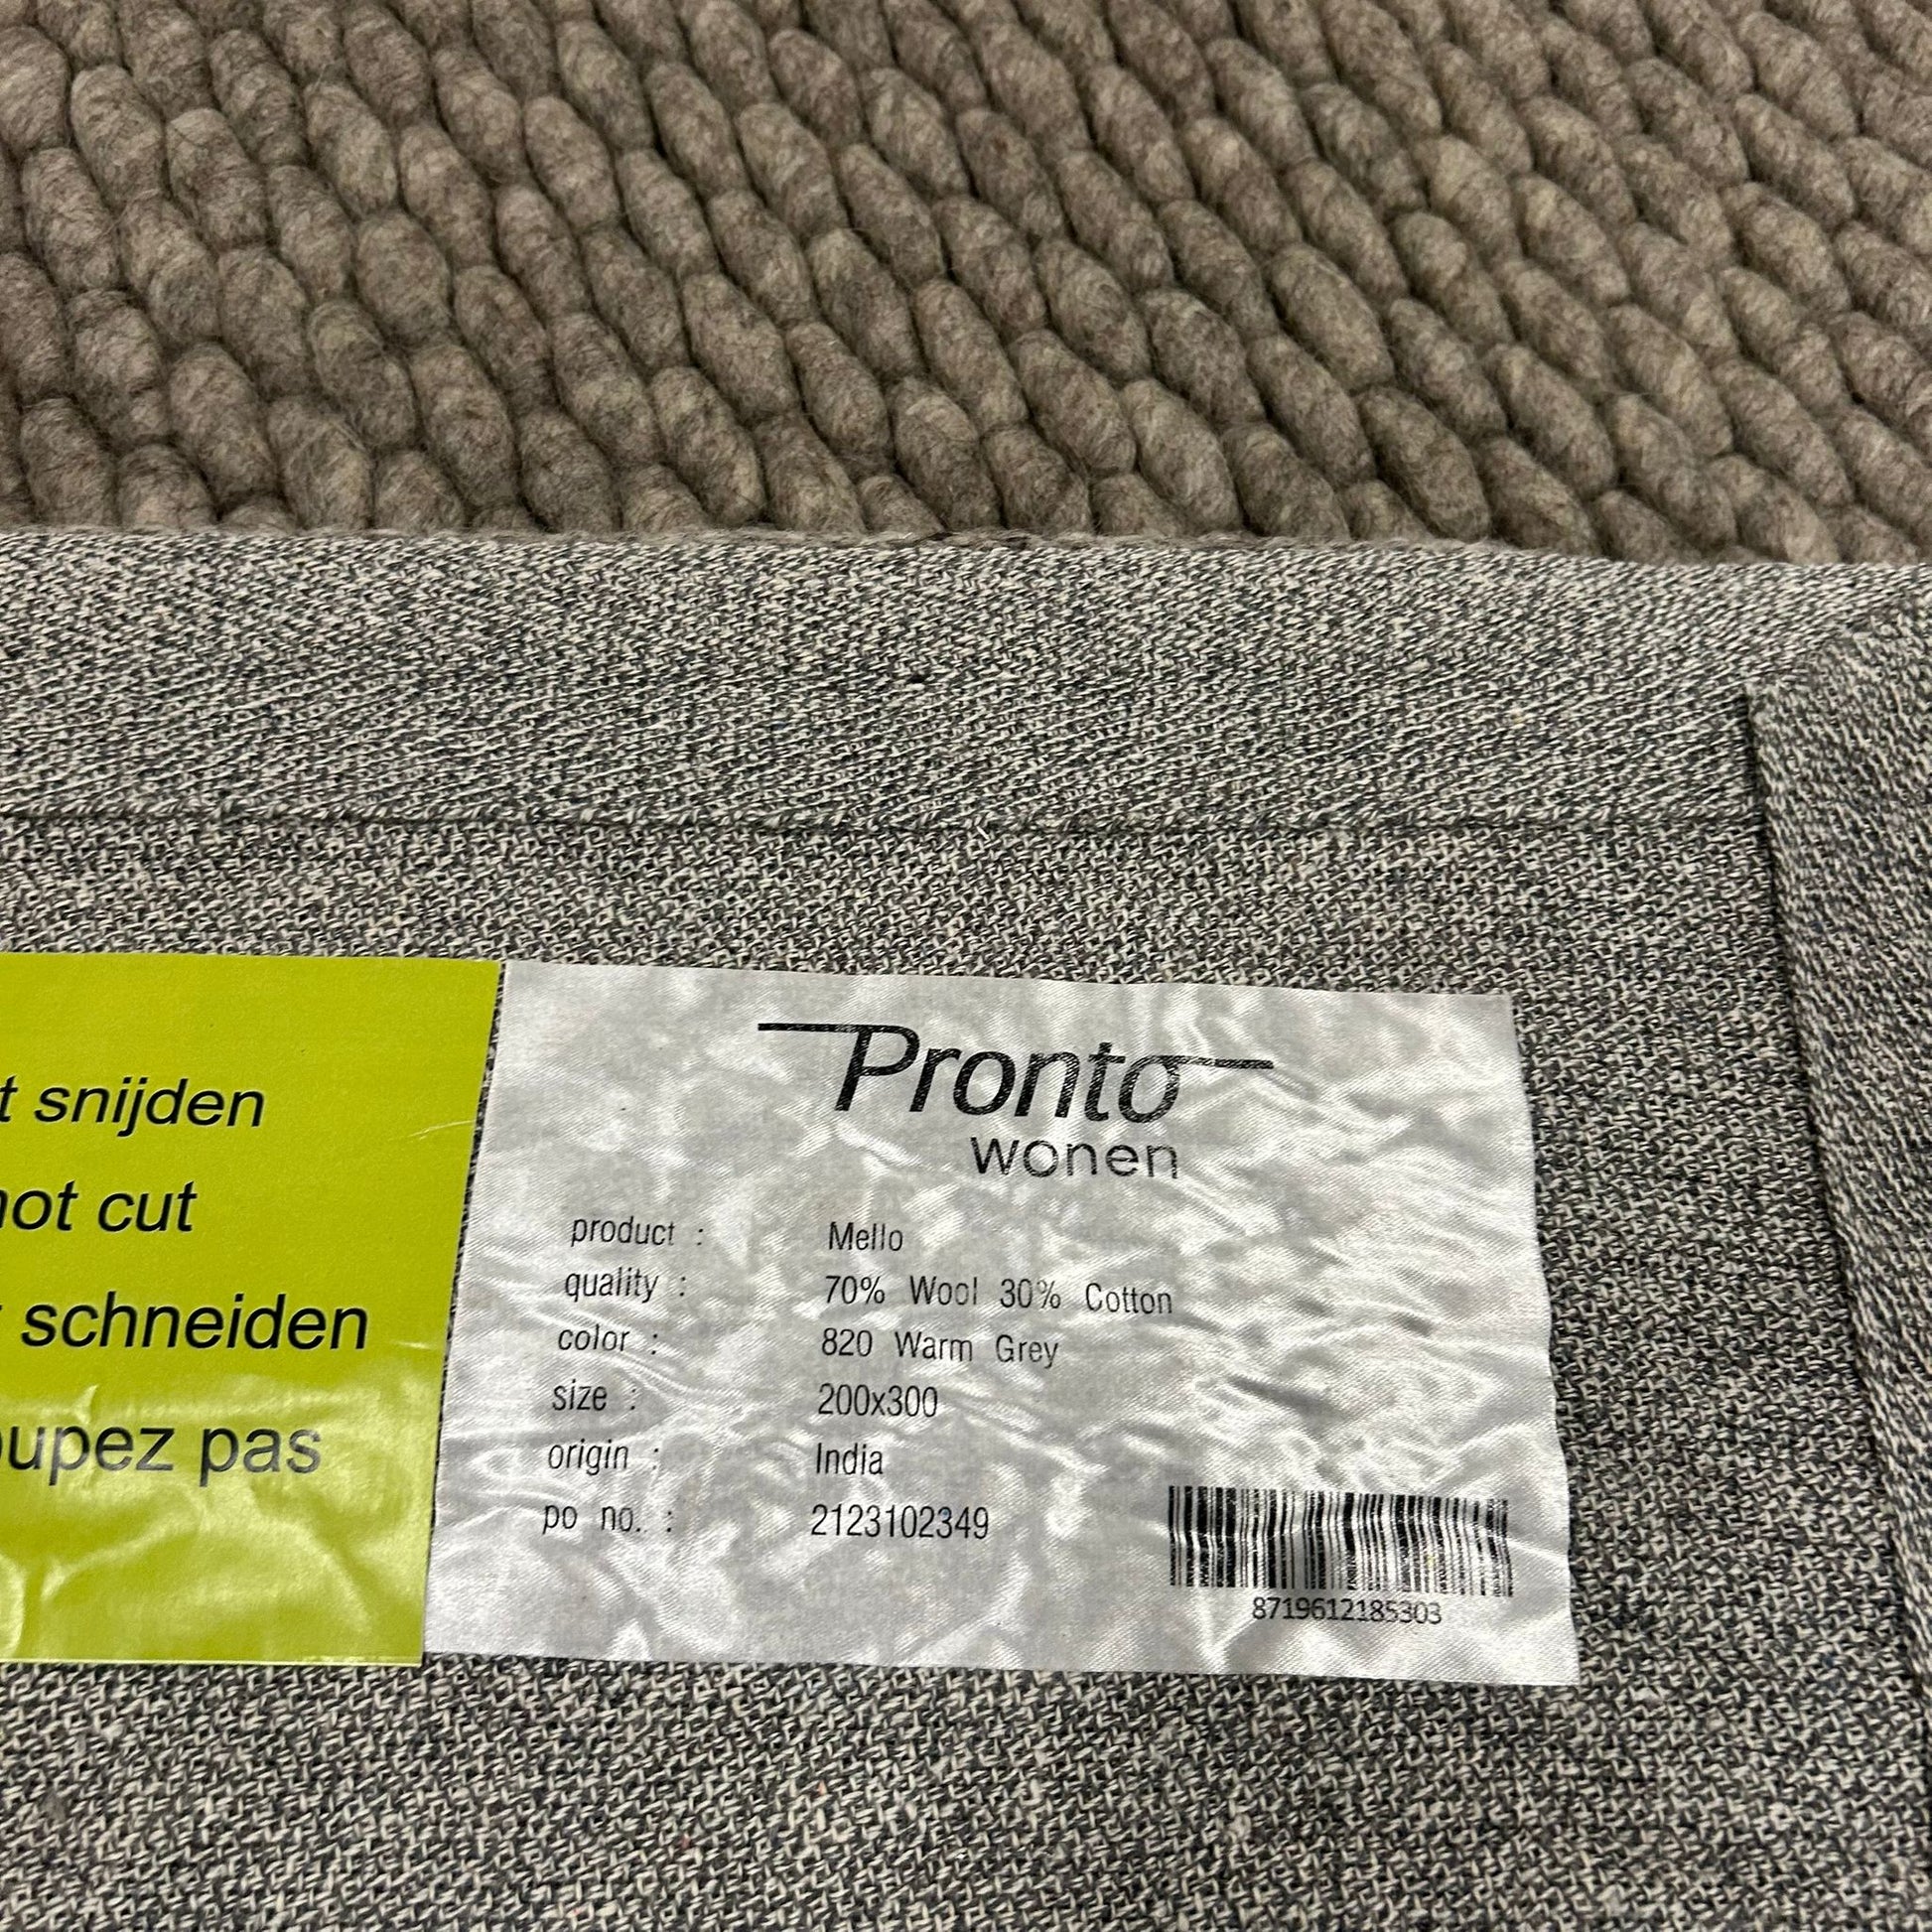 t snijden
not cut
schneiden
oupez pas
Pronto
wonen
product : Mello
quality : 70% Wool 30% Cotton
color : 820 Warm Grey
size : 200x300
origin : India
po no. : 2123102349
8719612185303